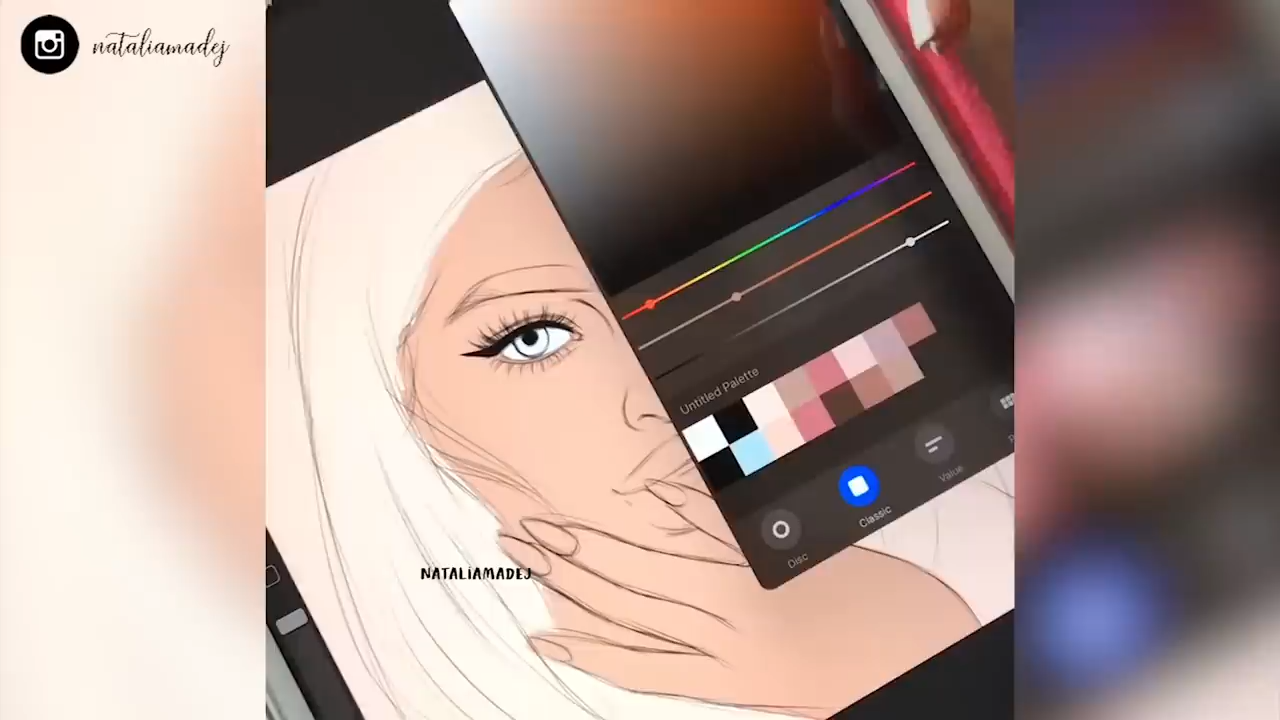 nataliamadej
Untitled Palette
NATALIAMADEJ
Value
Classic
Disc